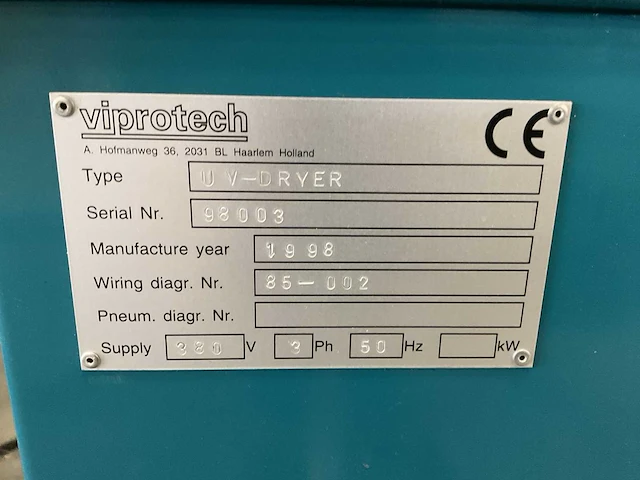 viprotech CE
A. Hofmanweg 36, 2031 BL Haarlem Holland
Type UV-DRYER
Serial Nr. 98003
Manufacture year 1998
Wiring diagr. Nr. 85-002
Pneum. diagr. Nr.
Supply 380 V 3 Ph 50 Hz kW